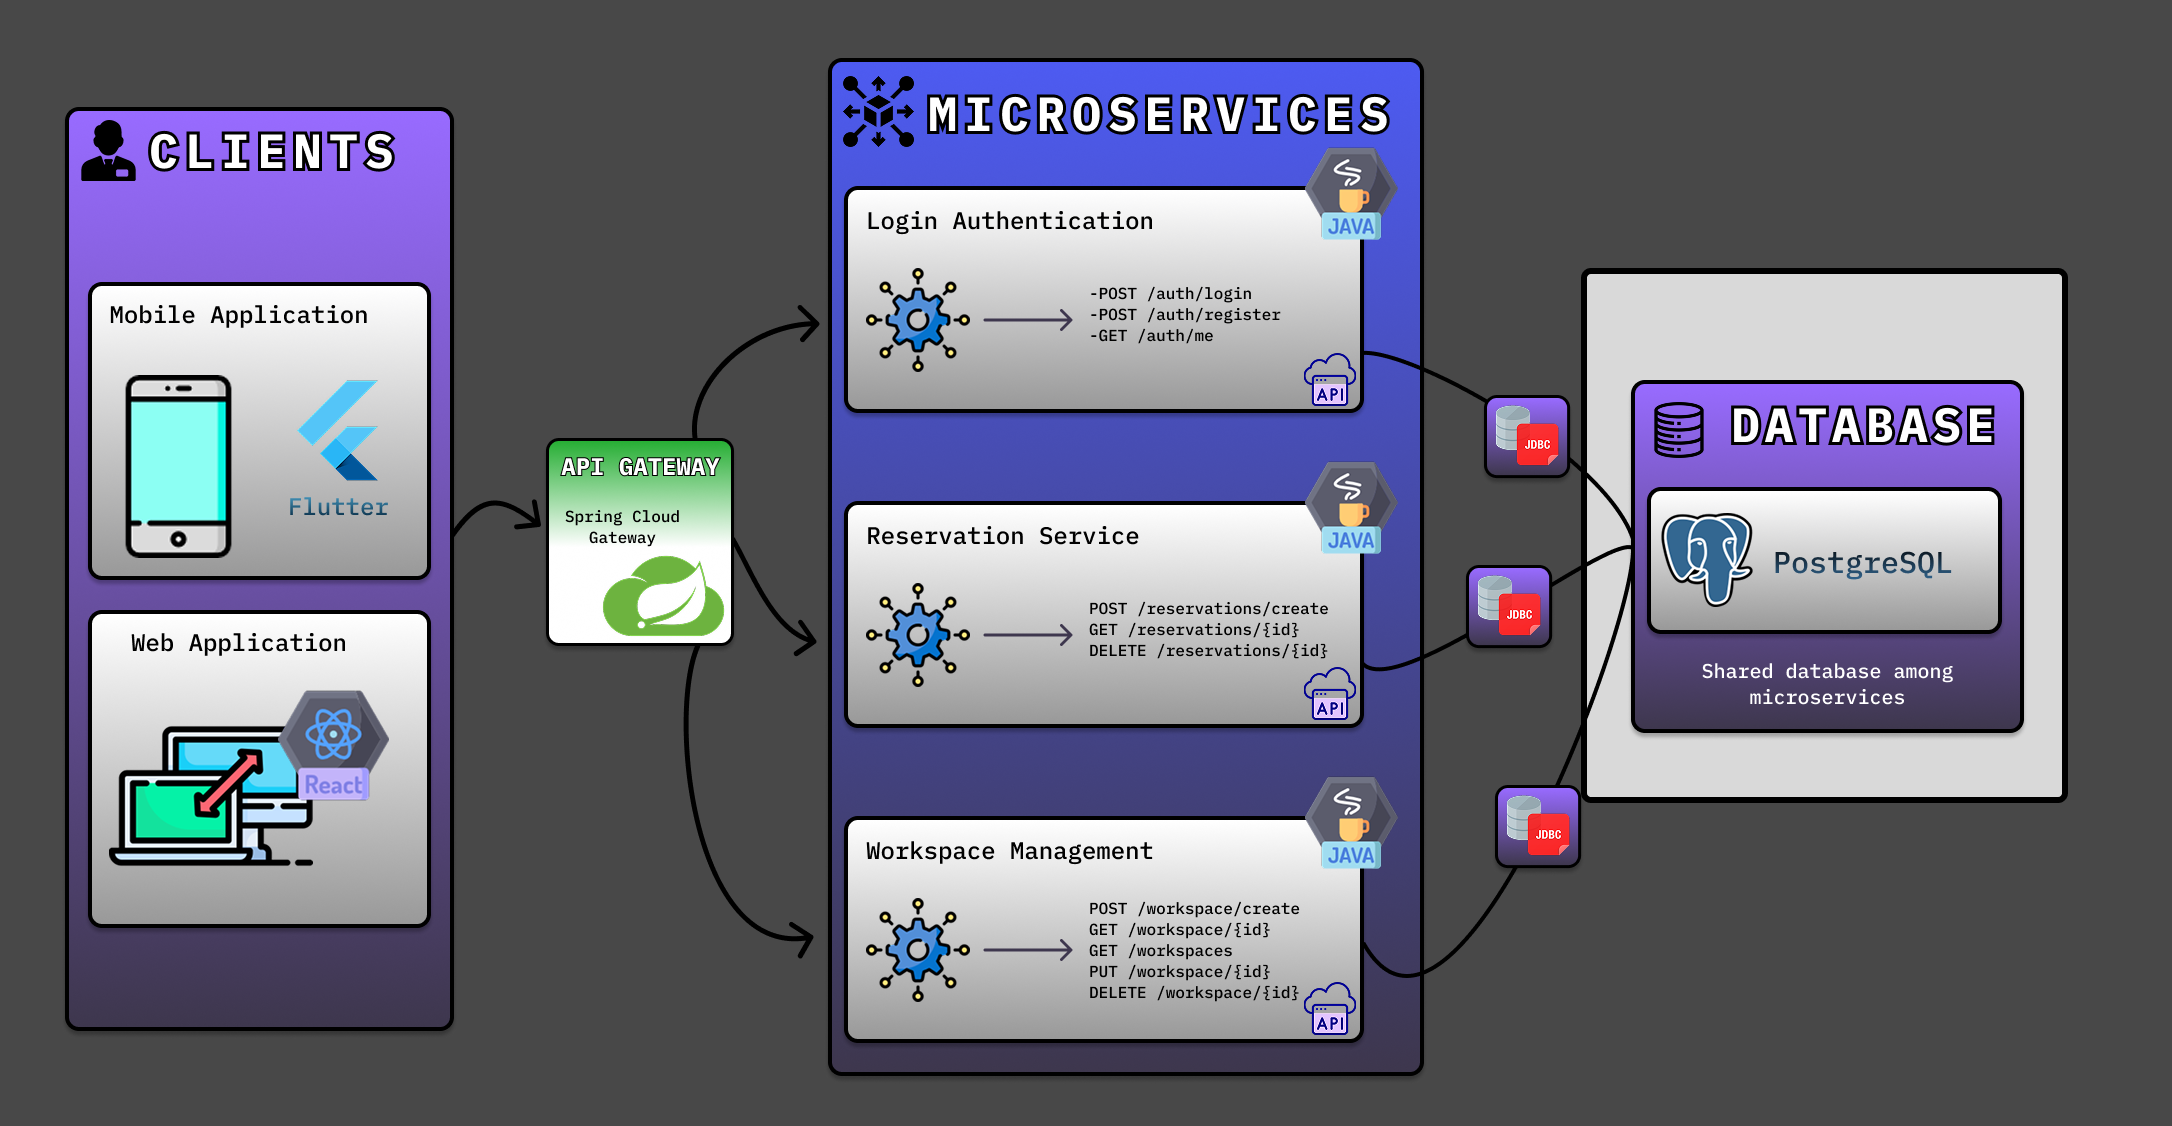 CLIENTS
Mobile Application
Flutter
Web Application
React
API GATEWAY
Spring Cloud
Gateway
MICROSERVICES
JAVA
Login Authentication
-POST /auth/login
-POST /auth/register
-GET /auth/me
API
JAVA
Reservation Service
POST /reservations/create
GET /reservations/{id}
DELETE /reservations/{id}
API
JAVA
Workspace Management
POST /workspace/create
GET /workspace/{id}
GET /workspaces
PUT /workspace/{id}
DELETE /workspace/{id}
API
JDBC
JDBC
JDBC
DATABASE
PostgreSQL
Shared database among
microservices